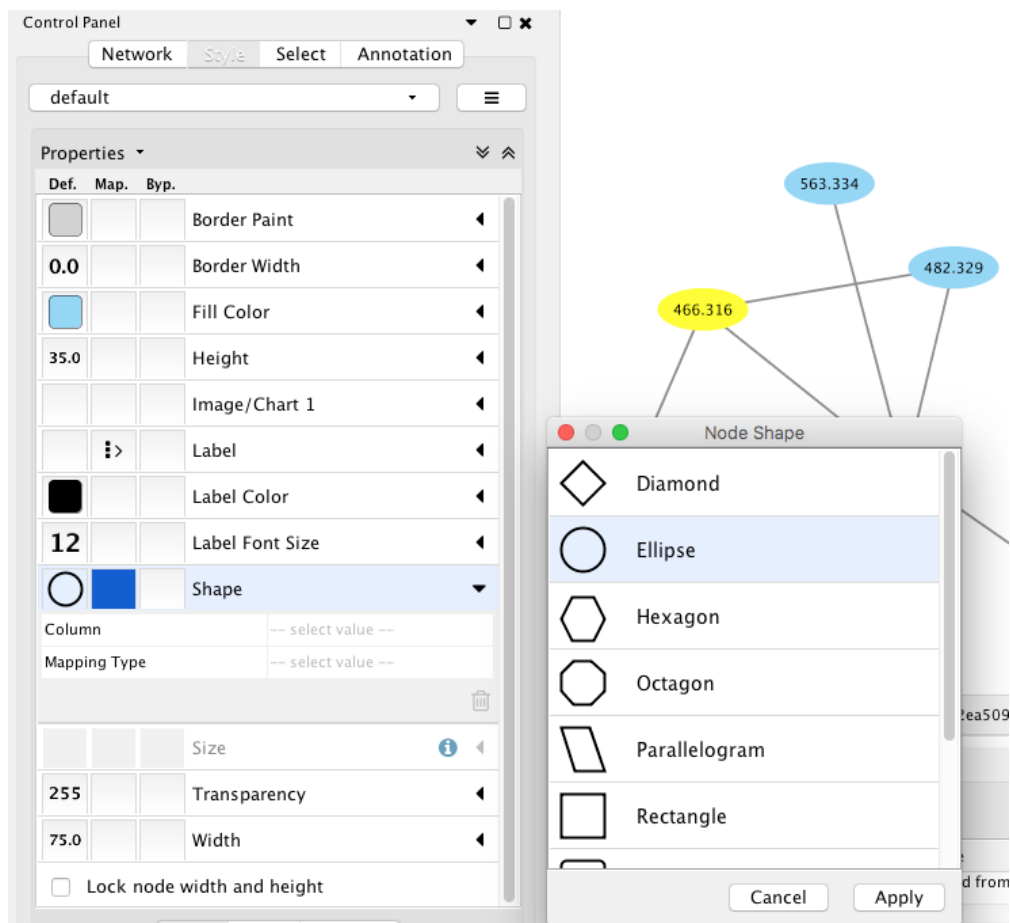 Control Panel
Network Style Select Annotation
default
Properties
Def. Map. Byp.
Border Paint
0.0 Border Width
Fill Color
35.0 Height
Image/Chart 1
Label
Label Color
12 Label Font Size
Shape
Column -- select value --
Mapping Type -- select value --
Size
255 Transparency
75.0 Width
Lock node width and height
563.334
482.329
466.316
Node Shape
Diamond
Ellipse
Hexagon
Octagon
Parallelogram
Rectangle
Cancel Apply
2ea509
d from